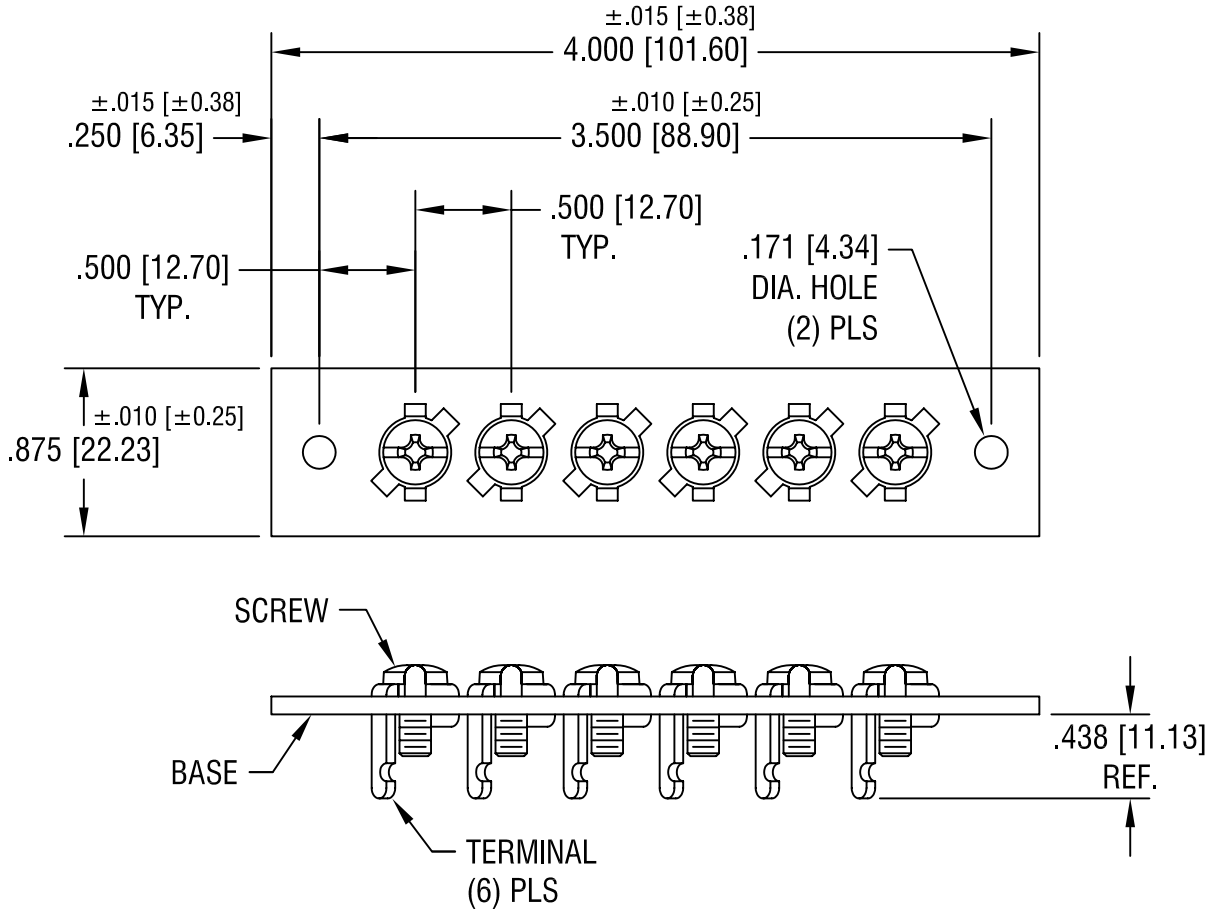 ±.015 [±0.38]
4.000 [101.60]
±.015 [±0.38]
.250 [6.35]
±.010 [±0.25]
3.500 [88.90]
.500 [12.70]
TYP.
.500 [12.70]
TYP.
.171 [4.34]
DIA. HOLE
(2) PLS
±.010 [±0.25]
.875 [22.23]
SCREW
BASE
.438 [11.13]
REF.
TERMINAL
(6) PLS